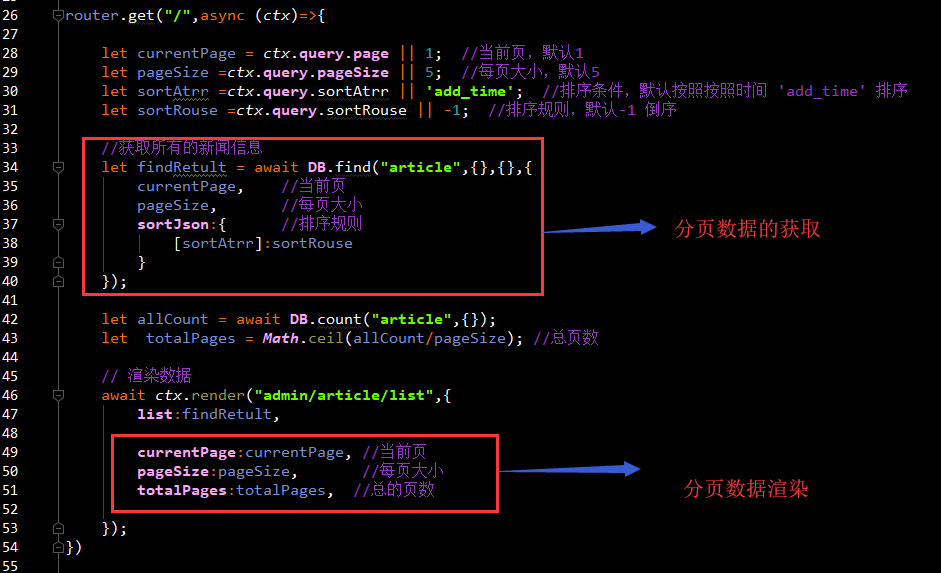 26 router.get("/",async (ctx)=>{
27
28 let currentPage = ctx.query.page || 1; //当前页，默认1
29 let pageSize =ctx.query.pageSize || 5; //每页大小，默认5
30 let sortAtrr =ctx.query.sortAtrr || 'add_time'; //排序条件，默认按照按照时间 'add_time' 排序
31 let sortRouse =ctx.query.sortRouse || -1; //排序规则，默认-1 倒序
32
33 //获取所有的新闻信息
34 let findRetult = await DB.find("article",{},{},{
35 currentPage, //当前页
36 pageSize, //每页大小
37 sortJson:{ //排序规则
分页数据的获取
38 [sortAtrr]:sortRouse
39 }
40 });
41
42 let allCount = await DB.count("article",{});
43 let totalPages = Math.ceil(allCount/pageSize); //总页数
44
45 // 渲染数据
46 await ctx.render("admin/article/list",{
47 list:findRetult,
48
49 currentPage:currentPage, //当前页
50 pageSize:pageSize, //每页大小
51 totalPages:totalPages, //总的页数
分页数据渲染
52
53 });
54 })
55